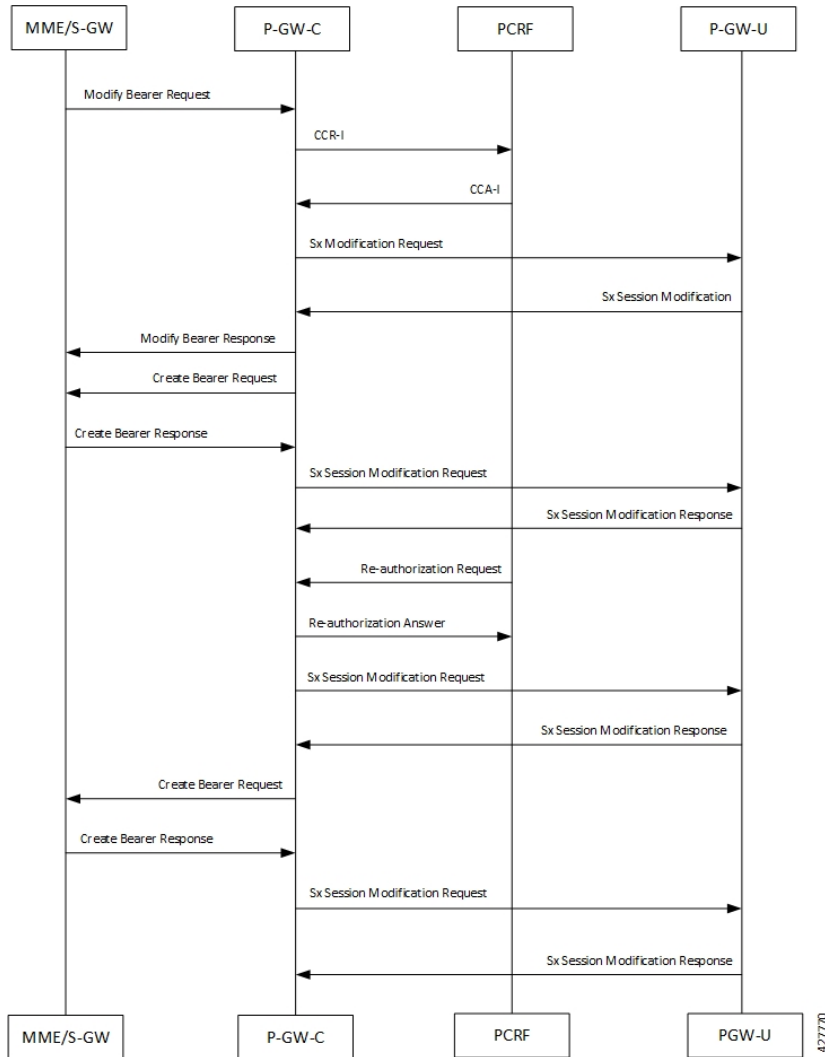 MME/S-GW
P-GW-C
PCRF
P-GW-U
Modify Bearer Request
CCR-I
CCA-I
Sx Modification Request
Sx Session Modification
Modify Bearer Response
Create Bearer Request
Create Bearer Response
Sx Session Modification Request
Sx Session Modification Response
Re-authorization Request
Re-authorization Answer
Sx Session Modification Request
Sx Session Modification Response
Create Bearer Request
Create Bearer Response
Sx Session Modification Request
Sx Session Modification Response
MME/S-GW
P-GW-C
PCRF
PGW-U
427770